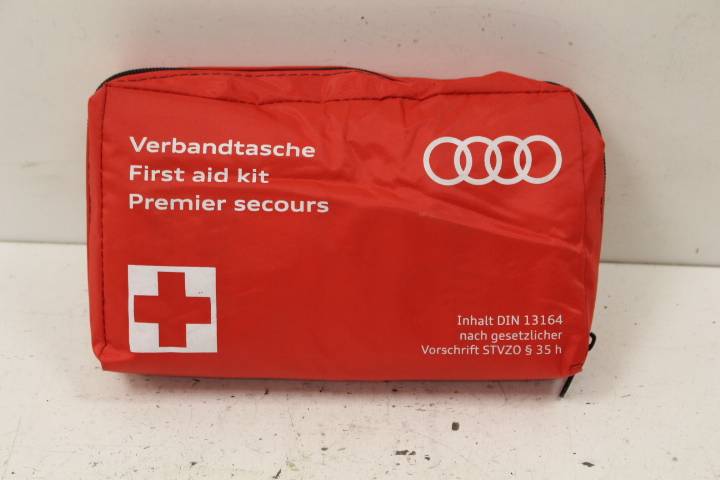 Verbandtasche
First aid kit
Premier secours
Inhalt DIN 13164
nach gesetzlicher
Vorschrift STVZO § 35 h